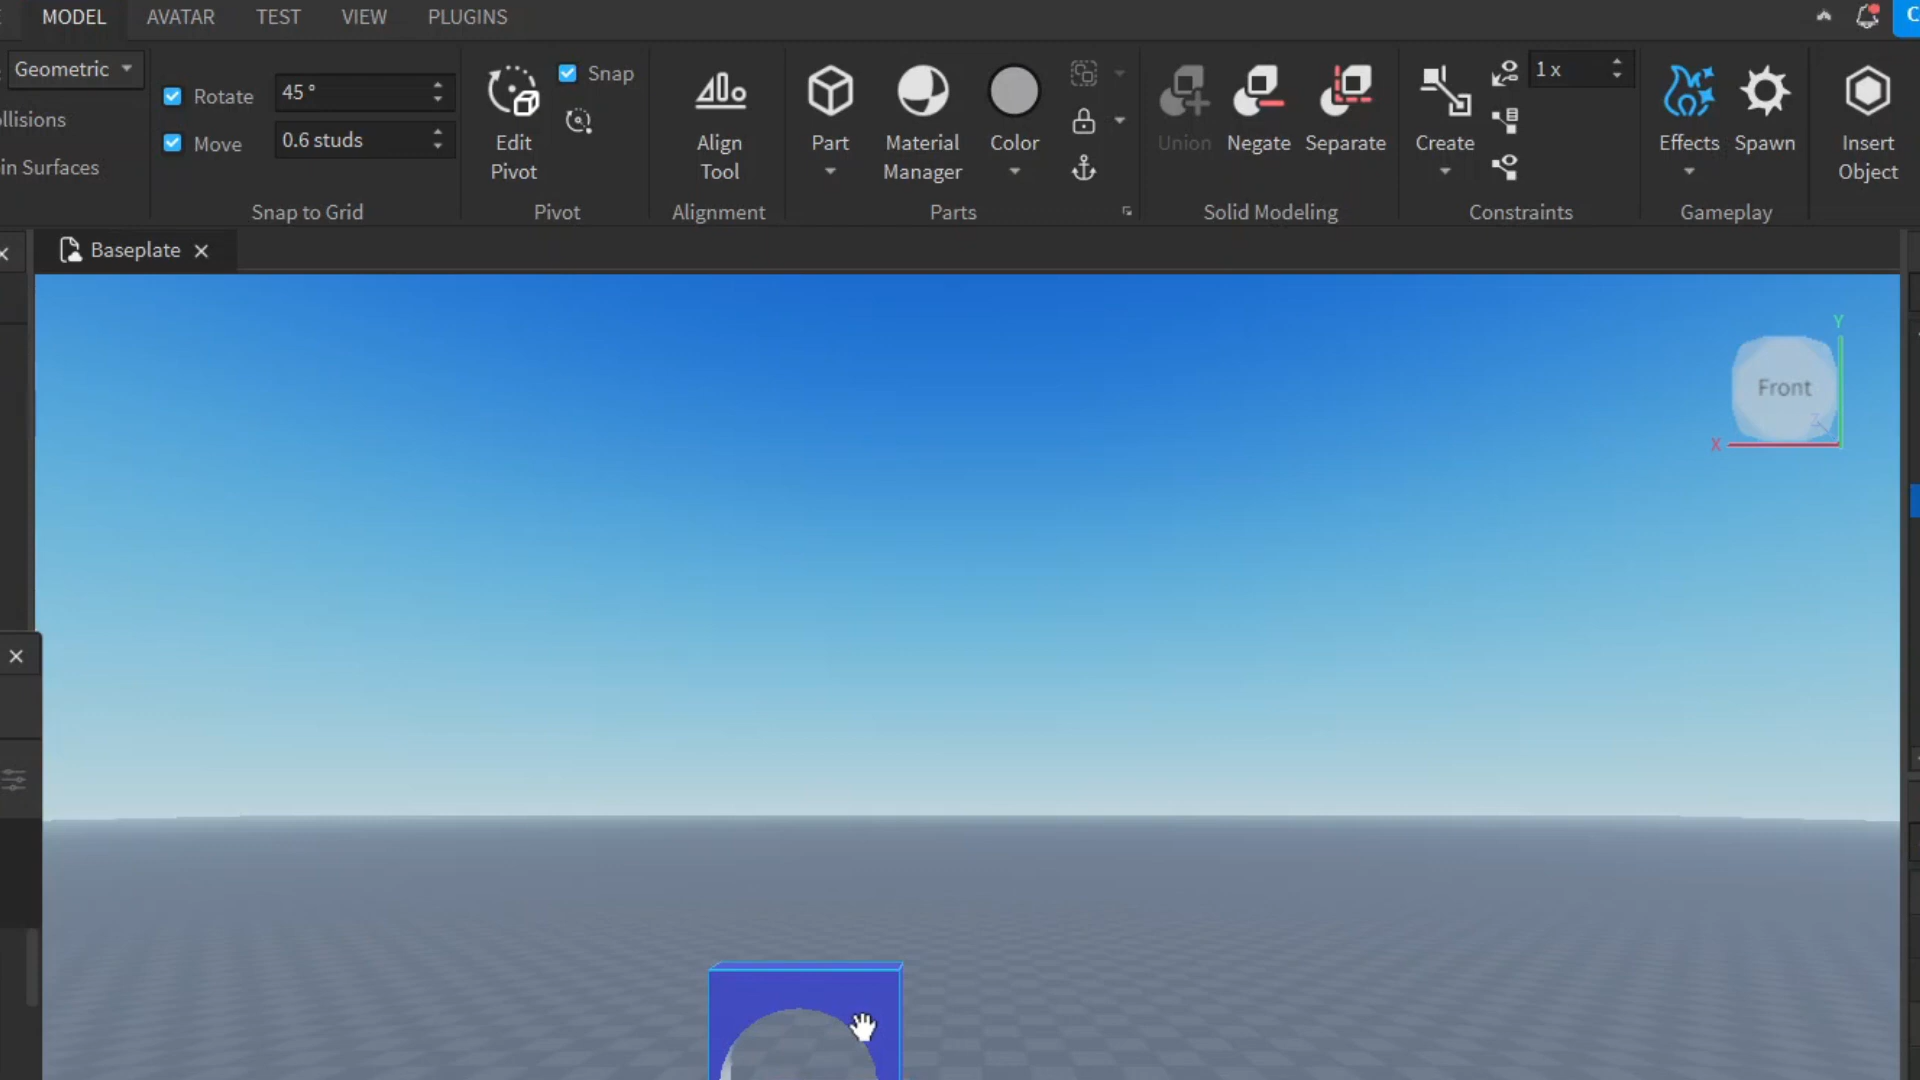 MODEL AVATAR TEST VIEW PLUGINS
Geometric
llisions
in Surfaces
Rotate 45 °
Move 0.6 studs
Snap to Grid
Edit
Pivot
Snap
Pivot
Align
Tool
Alignment
Part
Material
Manager
Color
Parts
Union Negate Separate
Solid Modeling
Create
1 x
Constraints
Effects Spawn
Gameplay
Insert
Object
Baseplate
Y
Front
Z
X